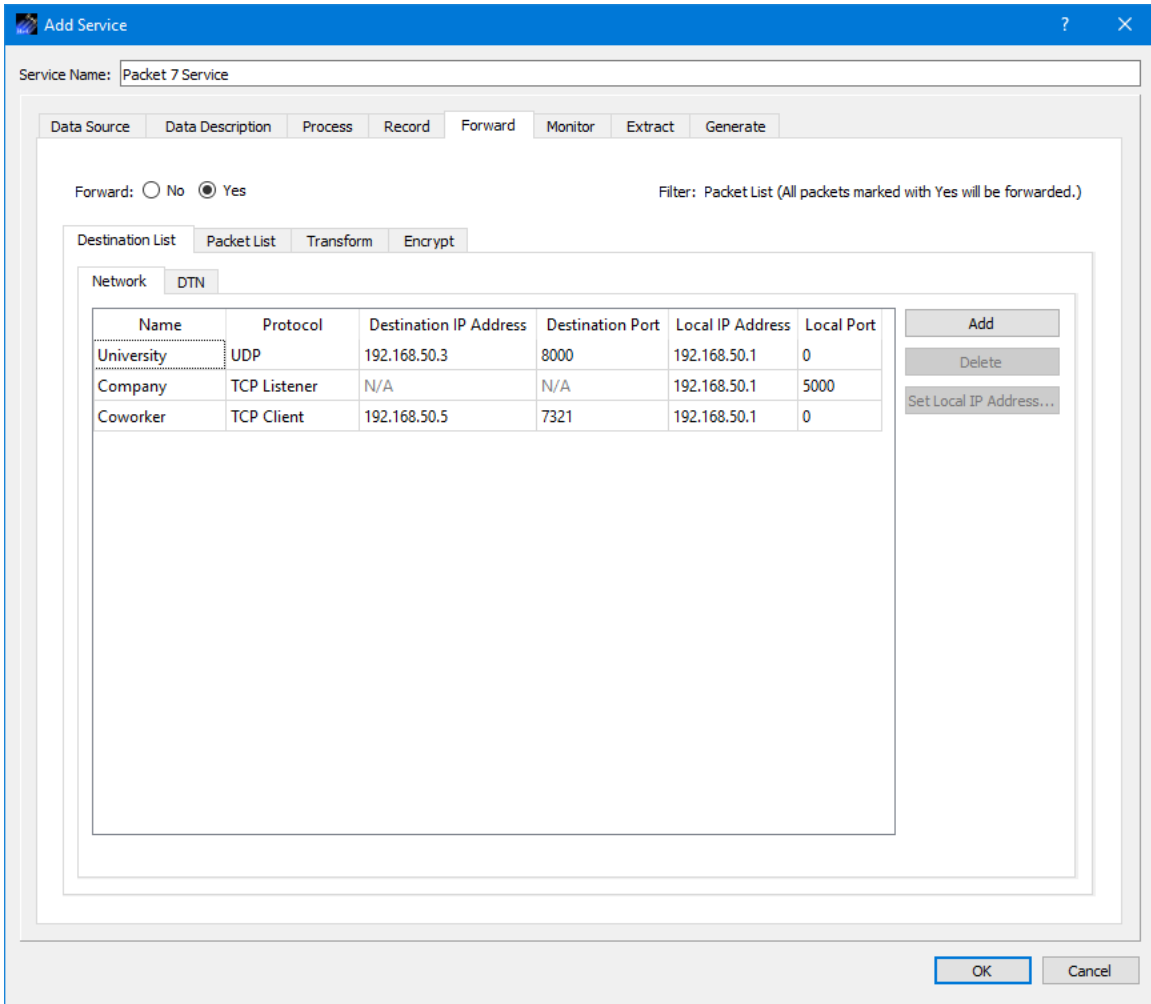 Add Service ?
Service Name: Packet 7 Service
Data Source Data Description Process Record Forward Monitor Extract Generate
Forward: No Yes Filter: Packet List (All packets marked with Yes will be forwarded.)
Destination List Packet List Transform Encrypt
Network DTN
Name Protocol Destination IP Address Destination Port Local IP Address Local Port Add
University UDP 192.168.50.3 8000 192.168.50.1 0 Delete
Company TCP Listener N/A N/A 192.168.50.1 5000 Set Local IP Address...
Coworker TCP Client 192.168.50.5 7321 192.168.50.1 0
OK Cancel